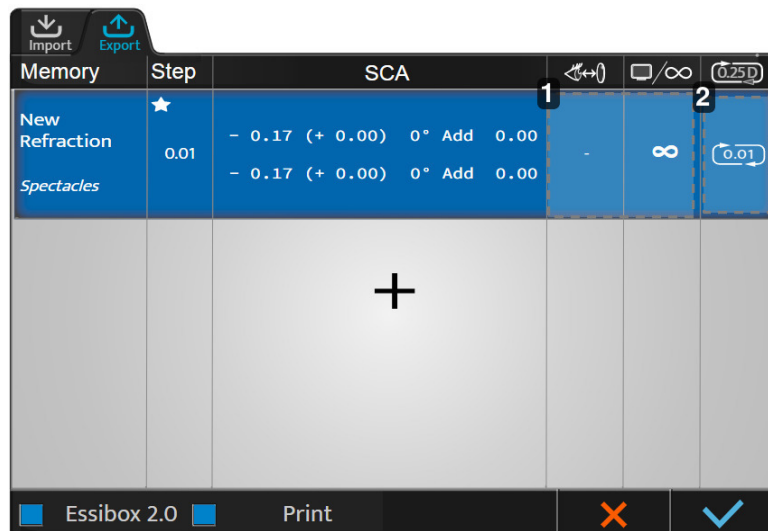 Import Export
Memory Step SCA 0.25D
1 2
New
Refraction
Spectacles
0.01
- 0.17 (+ 0.00) 0° Add 0.00
- 0.17 (+ 0.00) 0° Add 0.00
- ∞ 0.01
+
Essibox 2.0 Print